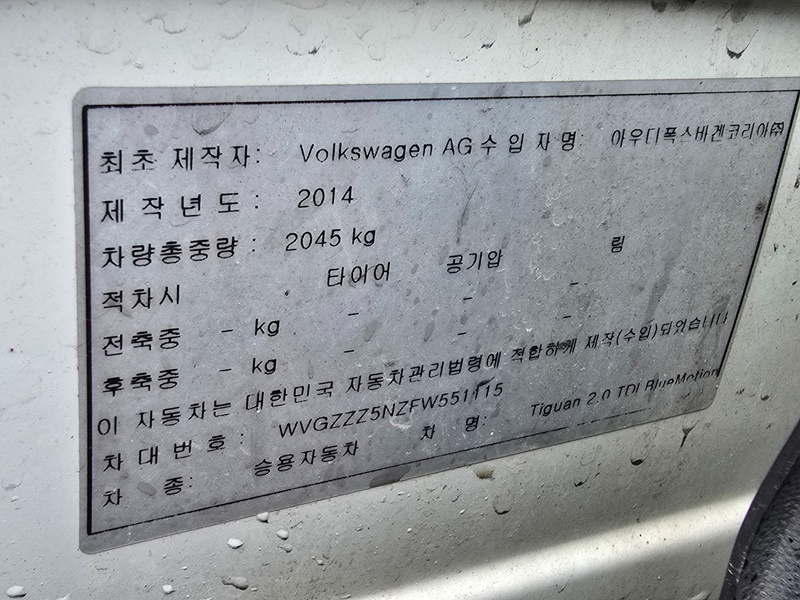 최초 제작자: Volkswagen AG 수 입 자 명: 아우디폭스바겐코리아㈜
제 작 년 도 : 2014
차량총중량 : 2045 kg
적차시 타이어 공기압 림
전축중 - kg - - -
후축중 - kg - - -
이 자동차는 대한민국 자동차관리법령에 적합하게 제작(수입)되었습니다
차 대 번 호 : WVGZZZ5NZFW551115
차 종: 승용자동차 차 명: Tiguan 2.0 TDI BlueMotion